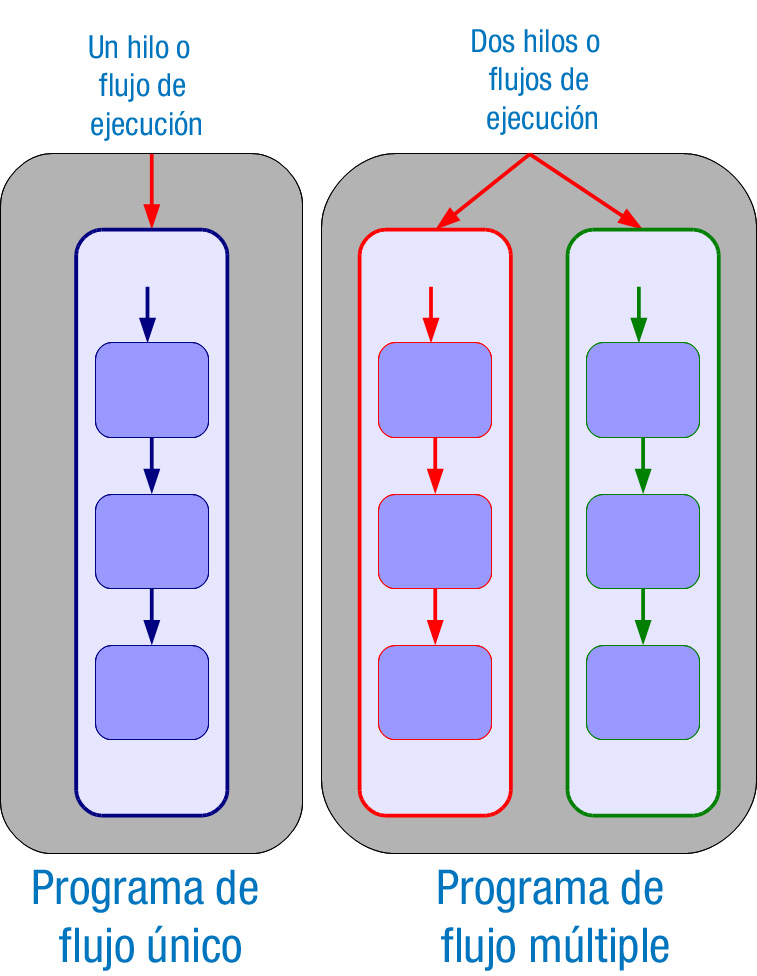 Un hilo o
flujo de
ejecución
Dos hilos o
flujos de
ejecución
Programa de
flujo único
Programa de
flujo múltiple